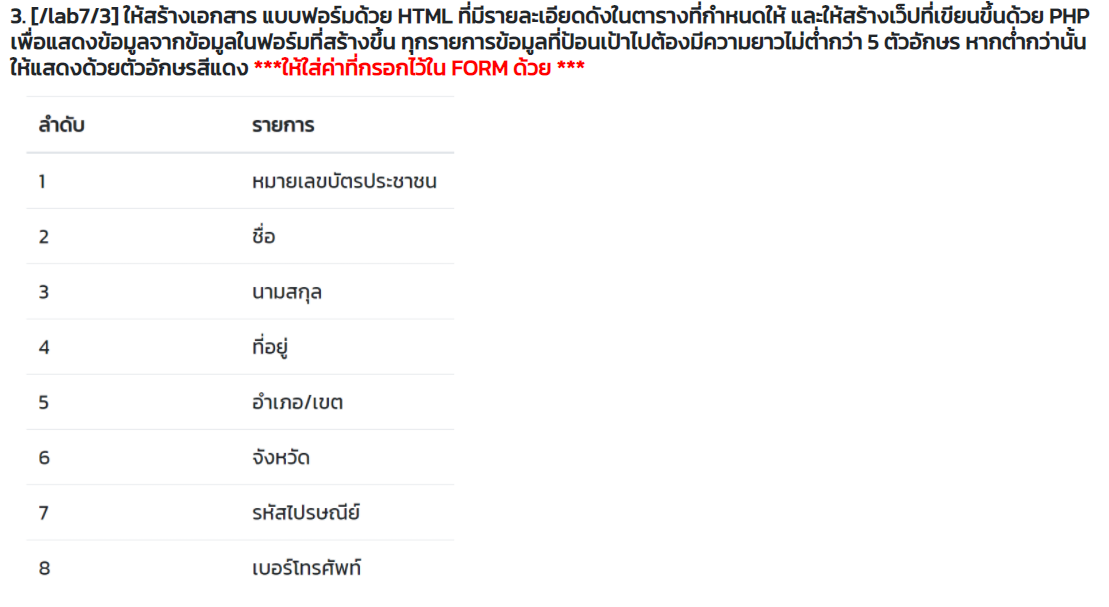 3. [/lab7/3] ให้สร้างเอกสาร แบบฟอร์มด้วย HTML ที่มีรายละเอียดดังในตารางที่กำหนดให้ และให้สร้างเว็ปที่เขียนขึ้นด้วย PHP
เพื่อแสดงข้อมูลจากข้อมูลในฟอร์มที่สร้างขึ้น ทุกรายการข้อมูลที่ป้อนเป้าไปต้องมีความยาวไม่ต่ำกว่า 5 ตัวอักษร หากต่ำกว่านั้น
ให้แสดงด้วยตัวอักษรสีแดง ***ให้ใส่ค่าที่กรอกไว้ใน FORM ด้วย ***
ลำดับ รายการ
1 หมายเลขบัตรประชาชน
2 ชื่อ
3 นามสกุล
4 ที่อยู่
5 อำเภอ/เขต
6 จังหวัด
7 รหัสไปรษณีย์
8 เบอร์โทรศัพท์